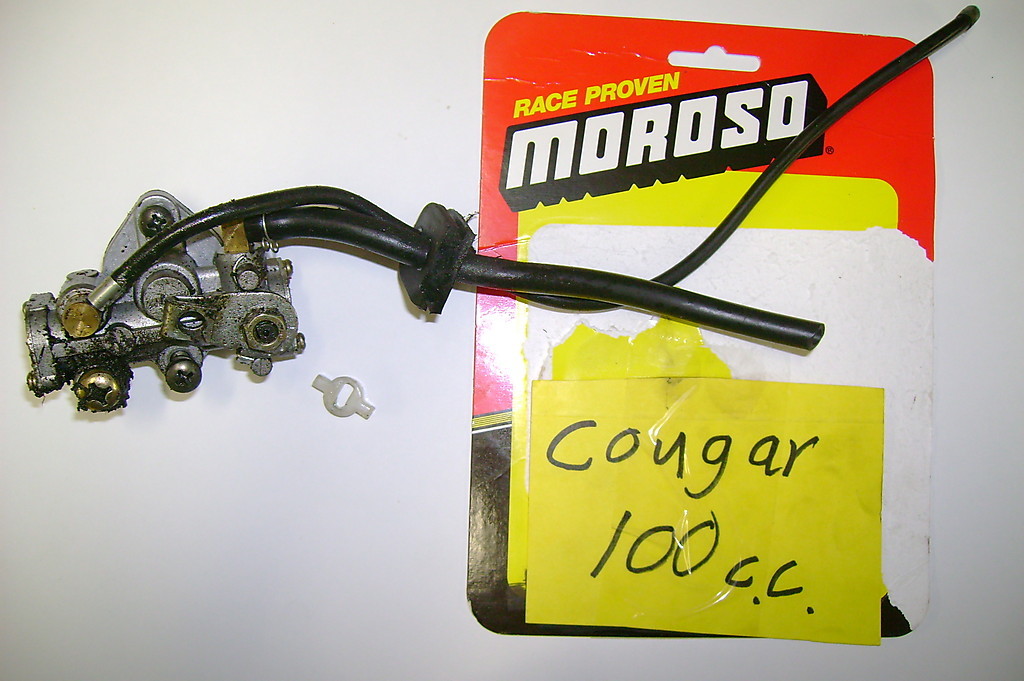 RACE PROVEN
MOROSO
®
Cougar
100 c.c.